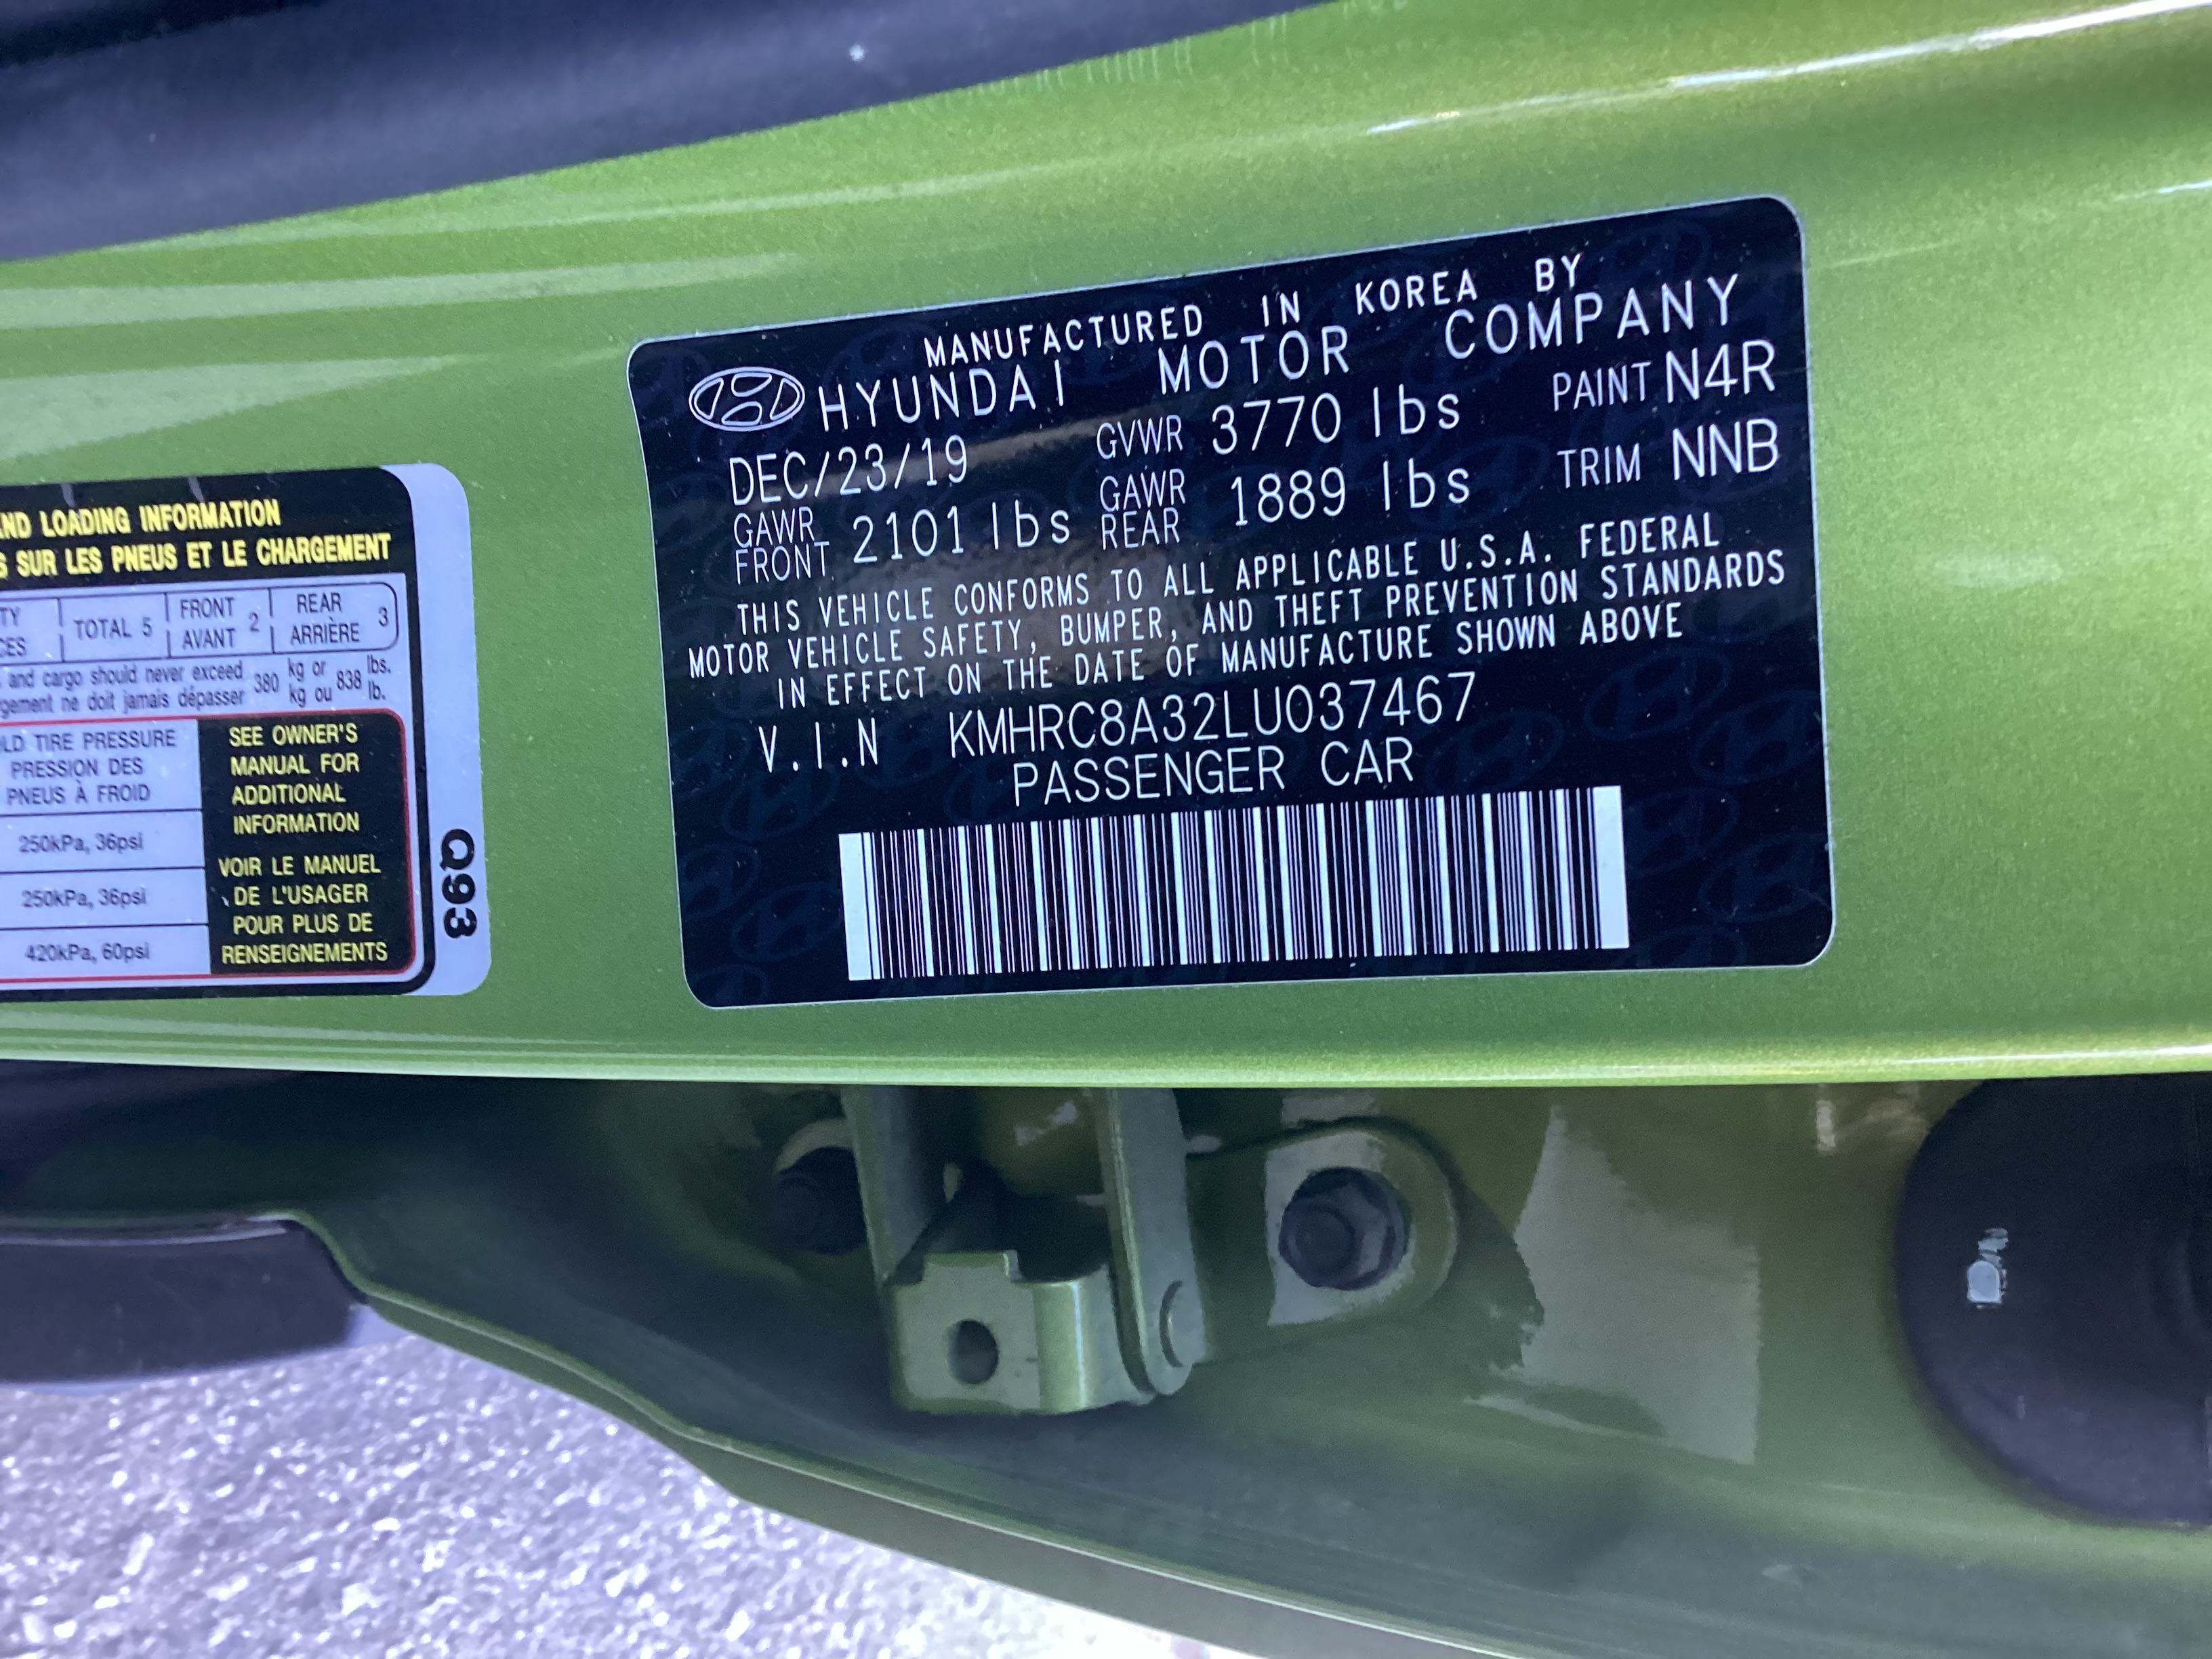 AND LOADING INFORMATION
SUR LES PNEUS ET LE CHARGEMENT
TOTAL 5
FRONT
AVANT
2
REAR
ARRIÈRE
3
and cargo should never exceed
ne doit jamais dépasser
380
kg or
kg ou
838
lbs.
lb.
TIRE PRESSURE
PRESSION DES
PNEUS À FROID
250kPa, 36psi
250kPa, 36psi
420kPa, 60psi
SEE OWNER'S
MANUAL FOR
ADDITIONAL
INFORMATION
VOIR LE MANUEL
DE L'USAGER
POUR PLUS DE
RENSEIGNEMENTS
Q93
MANUFACTURED IN KOREA BY
HYUNDAI MOTOR COMPANY
DEC/23/19 GVWR 3770 lbs PAINT N4R
GAWR FRONT 2101 lbs GAWR REAR 1889 lbs TRIM NNB
THIS VEHICLE CONFORMS TO ALL APPLICABLE U.S.A. FEDERAL
MOTOR VEHICLE SAFETY, BUMPER, AND THEFT PREVENTION STANDARDS
IN EFFECT ON THE DATE OF MANUFACTURE SHOWN ABOVE
V.I.N KMHRC8A32LU037467
PASSENGER CAR